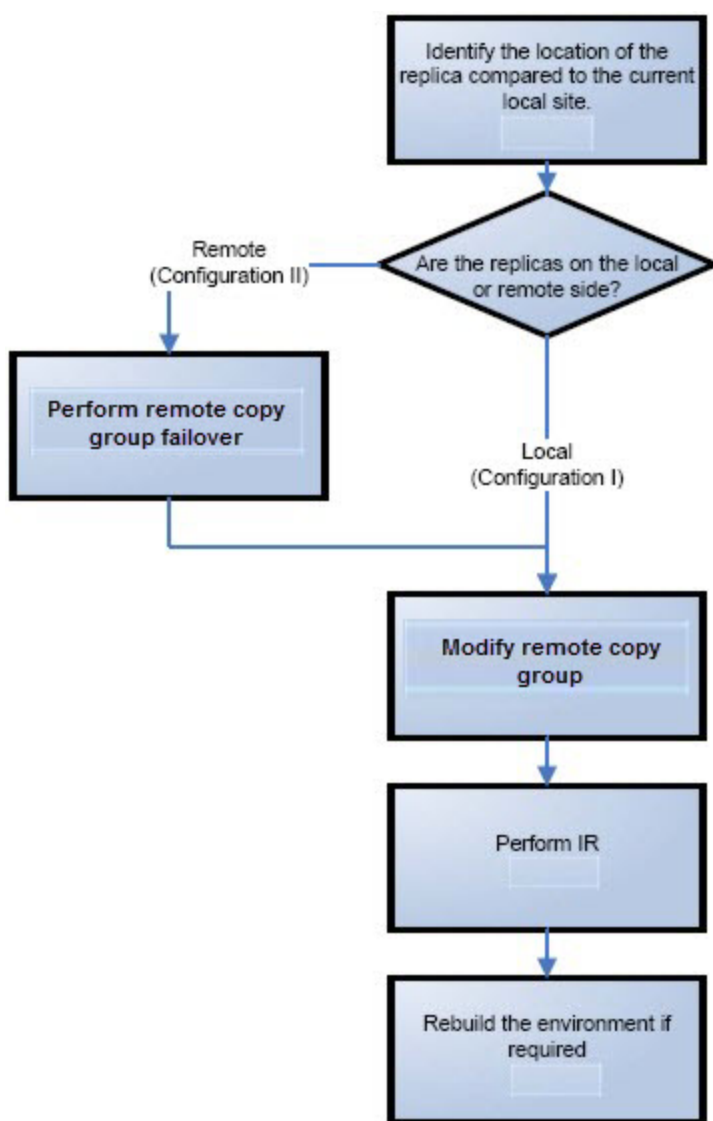 Identify the location of the
replica compared to the current
local site.
Are the replicas on the local
or remote side?
Remote
(Configuration II)
Perform remote copy
group failover
Local
(Configuration I)
Modify remote copy
group
Perform IR
Rebuild the environment if
required